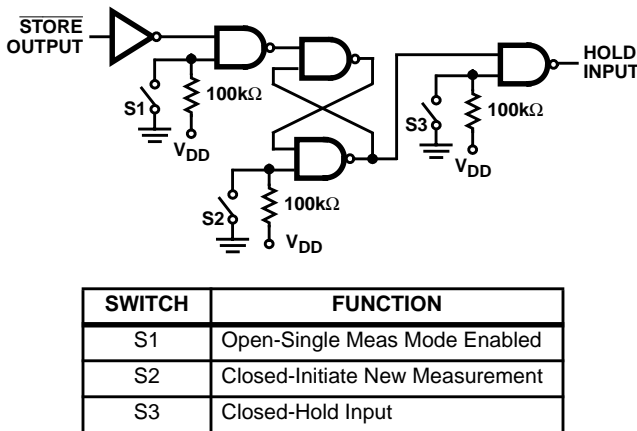 STORE
OUTPUT
HOLD
INPUT
S1
100kΩ
VDD
S3
100kΩ
VDD
S2
100kΩ
VDD
SWITCH FUNCTION
S1 Open-Single Meas Mode Enabled
S2 Closed-Initiate New Measurement
S3 Closed-Hold Input